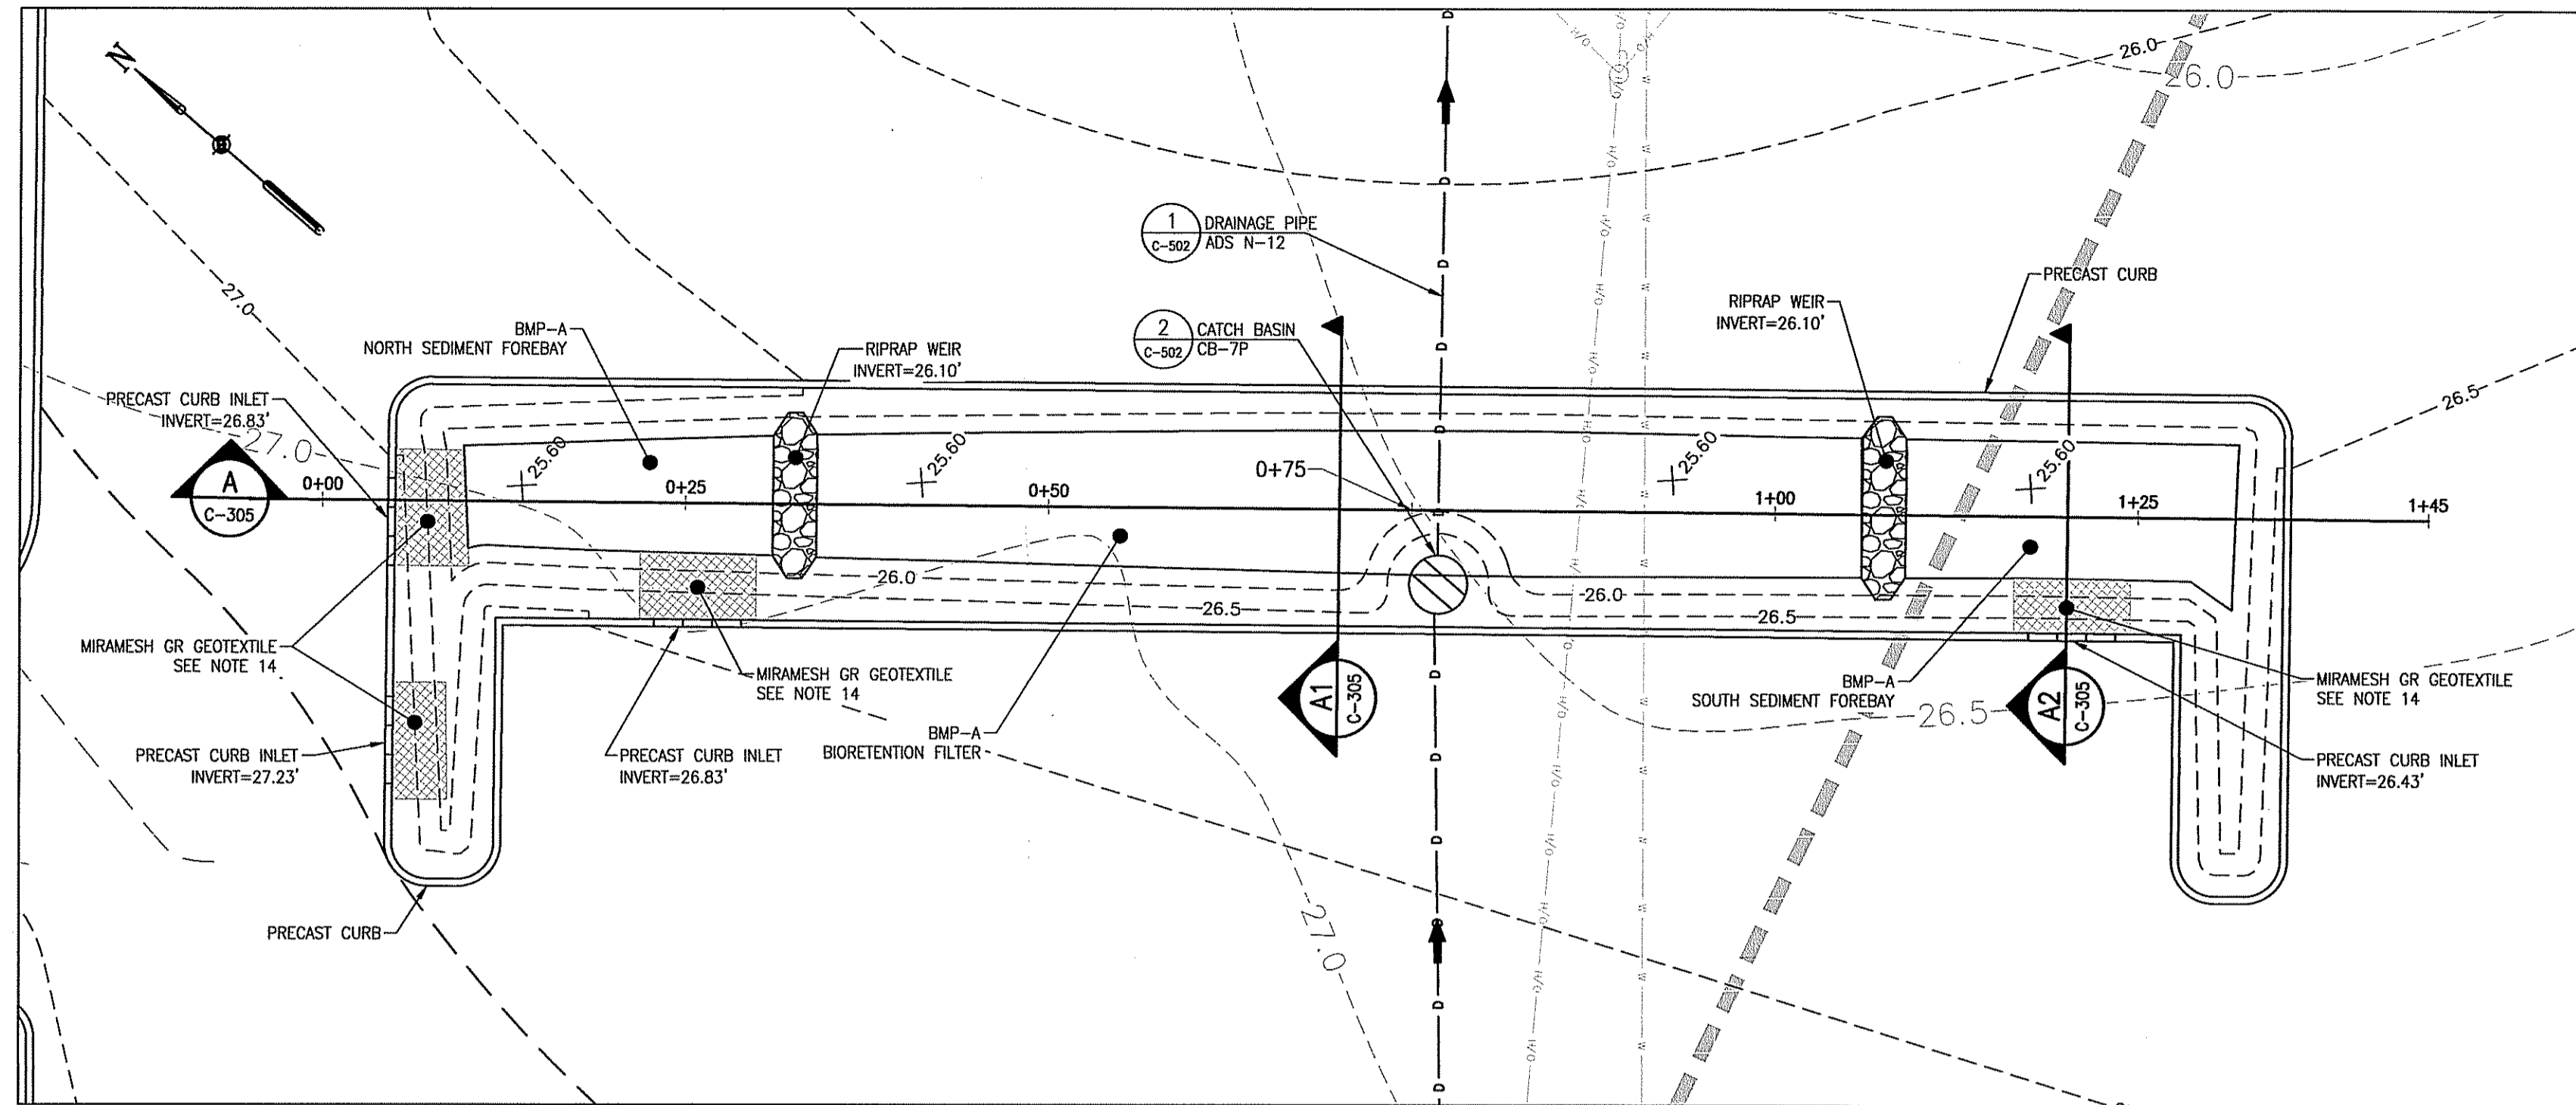 N
26.0
26.0
1
C-502
DRAINAGE PIPE
ADS N-12
27.0
PRECAST CURB
RIPRAP WEIR
INVERT=26.10'
BMP-A
NORTH SEDIMENT FOREBAY
2
C-502
CATCH BASIN
CB-7P
RIPRAP WEIR
INVERT=26.10'
PRECAST CURB INLET
INVERT=26.83'
27.0
26.5
A
C-305
0+00
25.60
0+25
25.60
0+50
0+75
25.60
1+00
25.60
1+25
1+45
26.0
26.5
26.0
26.5
MIRAMESH GR GEOTEXTILE
SEE NOTE 14
MIRAMESH GR GEOTEXTILE
SEE NOTE 14
A1
C-305
BMP-A
SOUTH SEDIMENT FOREBAY
26.5
A2
C-305
MIRAMESH GR GEOTEXTILE
SEE NOTE 14
PRECAST CURB INLET
INVERT=27.23'
PRECAST CURB INLET
INVERT=26.83'
BMP-A
BIORETENTION FILTER
PRECAST CURB INLET
INVERT=26.43'
PRECAST CURB
27.0
D D D D D D D D D D D
O/H O/H O/H O/H O/H O/H O/H O/H
W W W W W W W W W W